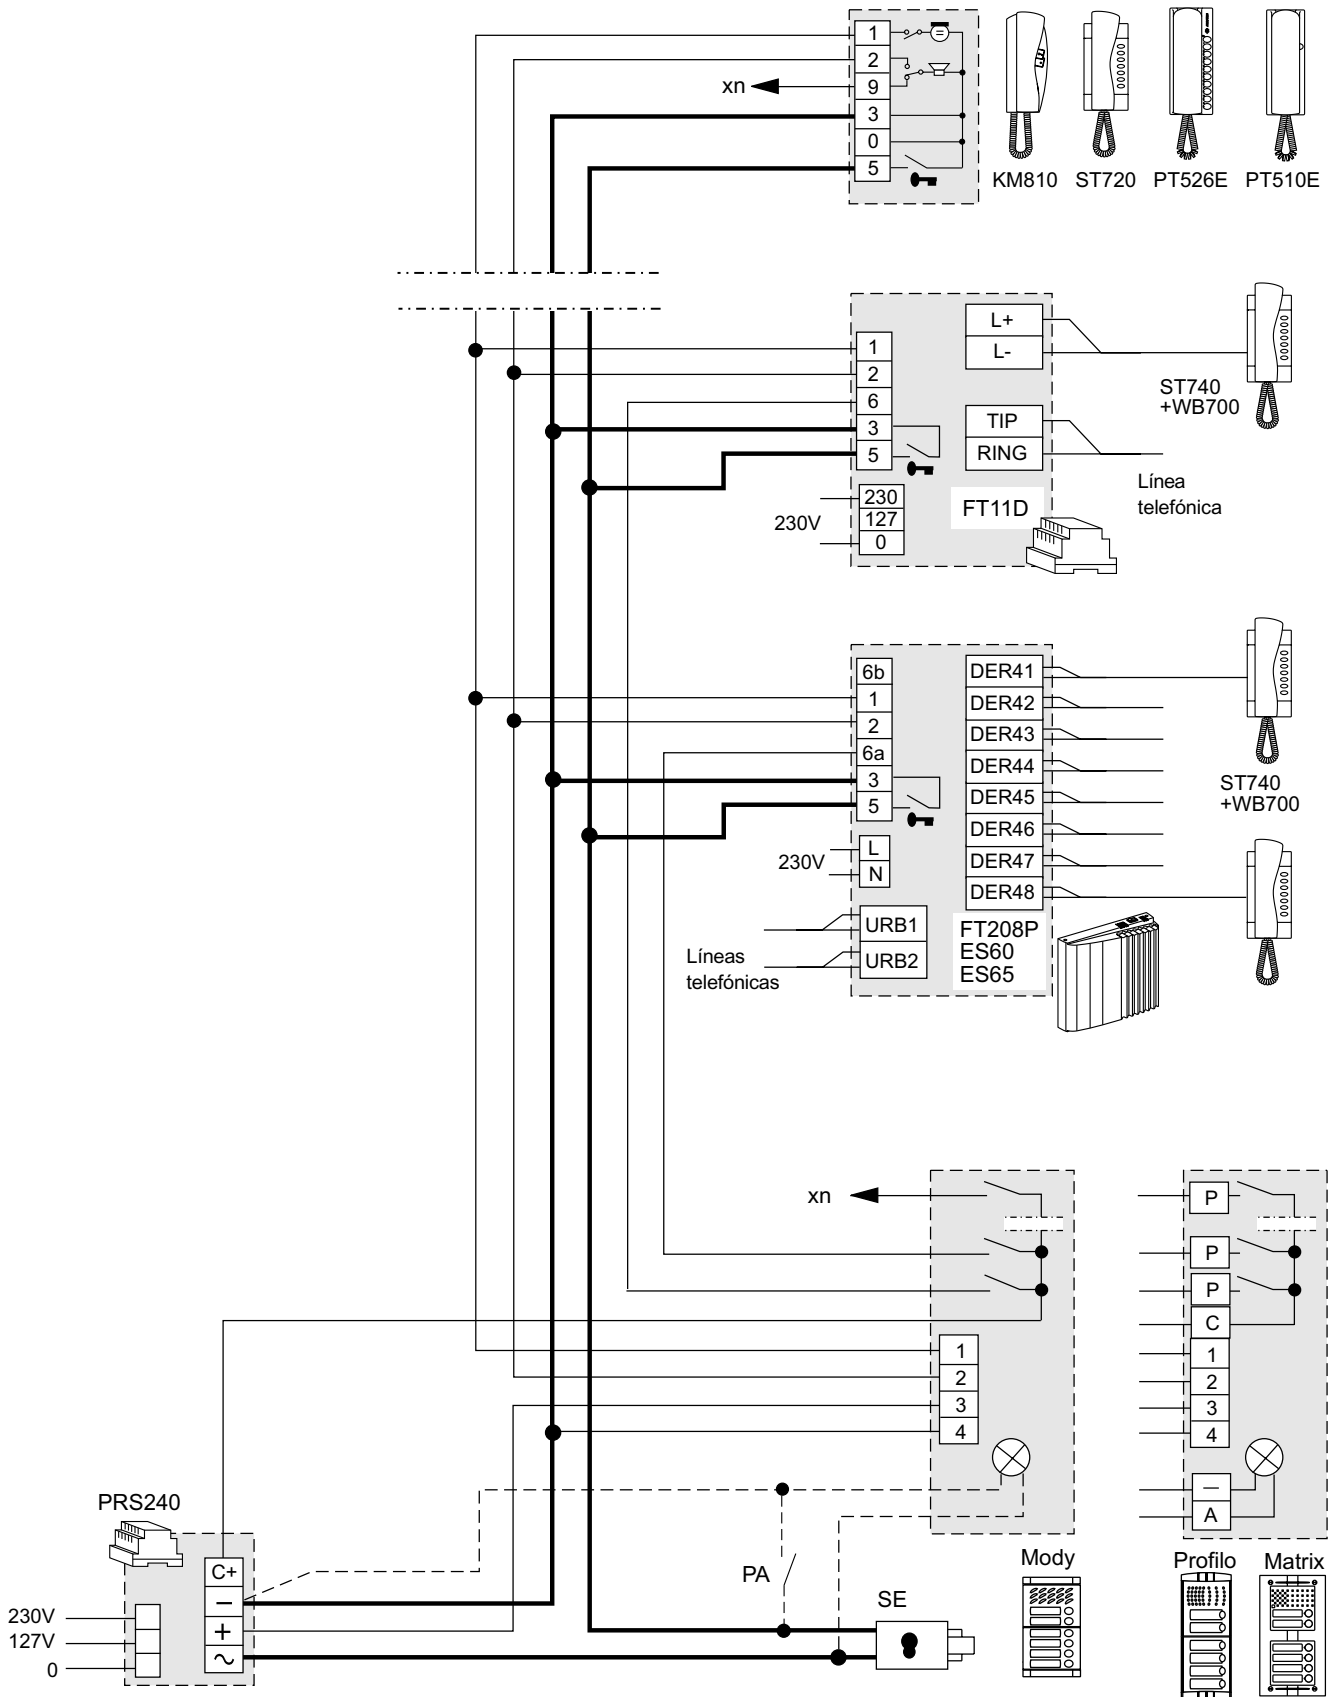 1
2
xn 9
3
0
5
KM810 ST720 PT526E PT510E
L+
L-
1
2
6
3
5
TIP
RING
ST740
+WB700
Línea
telefónica
230V
230
127
0
FT11D
6b
1
2
6a
3
5
DER41
DER42
DER43
DER44
DER45
DER46
DER47
DER48
ST740
+WB700
230V
L
N
Líneas
telefónicas
URB1
URB2
FT208P
ES60
ES65
xn
P
P
P
C
1
2
3
4
1
2
3
4
—
A
PRS240
C+
—
+
~
230V
127V
0
PA
SE
Mody
Profilo Matrix